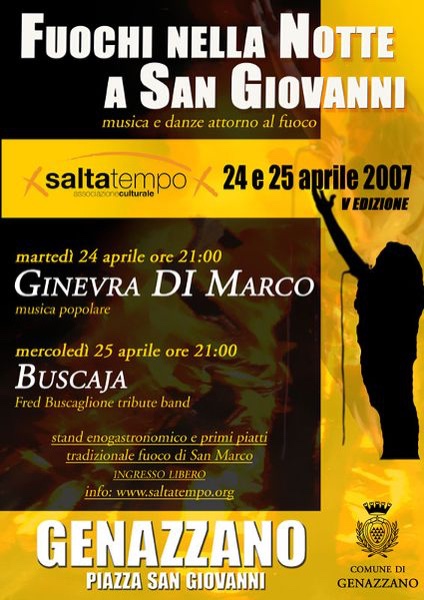 FUOCHI NELLA NOTTE
A SAN GIOVANNI
musica e danze attorno al fuoco
saltatempo
associazioneculturale
24 e 25 aprile 2007
V EDIZIONE
martedì 24 aprile ore 21:00
GINEVRA DI MARCO
musica popolare
mercoledì 25 aprile ore 21:00
BUSCAJA
Fred Buscaglione tribute band
stand enogastronomico e primi piatti
tradizionale fuoco di San Marco
INGRESSO LIBERO
info: www.saltatempo.org
GENAZZANO
PIAZZA SAN GIOVANNI
COMUNE DI
GENAZZANO